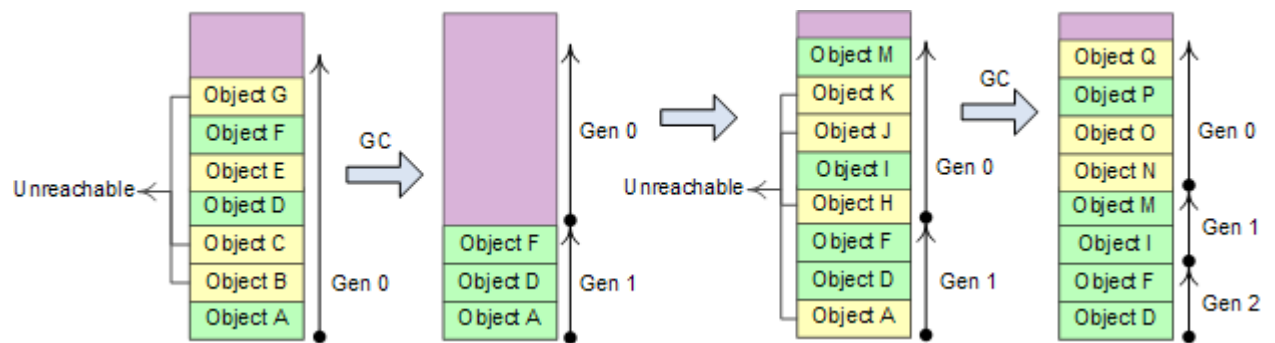 Object G
Object F
Object E
Object D
Object C
Object B
Object A
Unreachable
Gen 0
GC
Object F
Object D
Object A
Gen 0
Gen 1
Object M
Object K
Object J
Object I
Object H
Object F
Object D
Object A
Unreachable
Gen 0
Gen 1
GC
Object Q
Object P
Object O
Object N
Object M
Object I
Object F
Object D
Gen 0
Gen 1
Gen 2